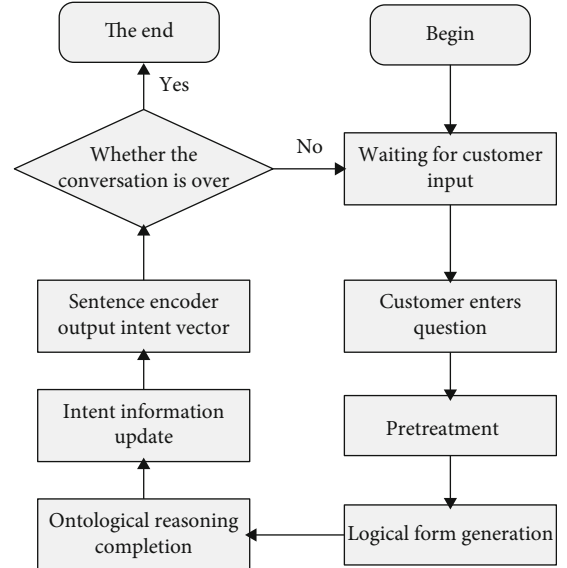 The end
Begin
Yes
Whether the
conversation is over
No
Waiting for customer
input
Sentence encoder
output intent vector
Customer enters
question
Intent information
update
Pretreatment
Ontological reasoning
completion
Logical form generation